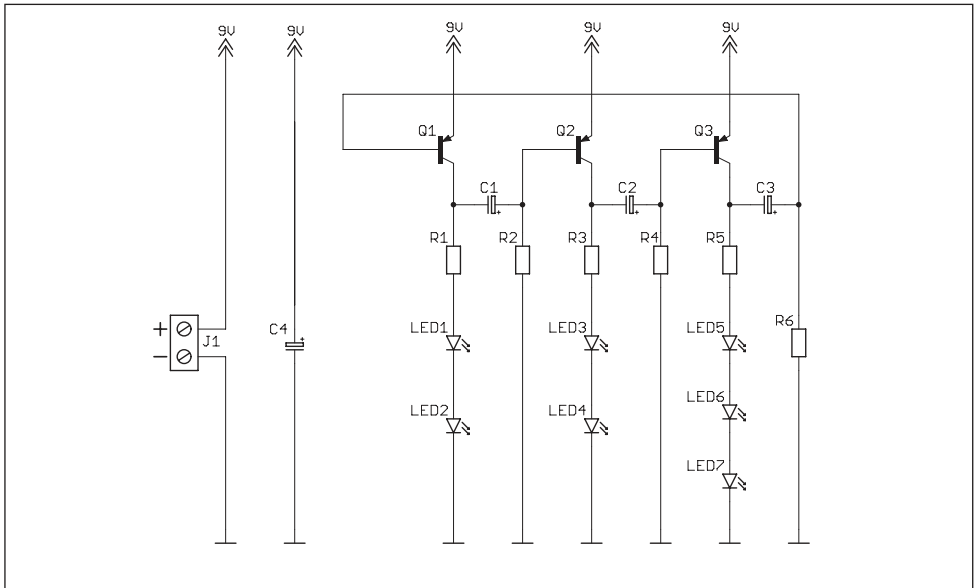 9V 9V 9V 9V 9V
Q1 Q2 Q3
C1 C2 C3
+ + +
R1 R2 R3 R4 R5
R6
+ J1 C4 +
LED1 LED3 LED5
-
LED2 LED4 LED6
LED7